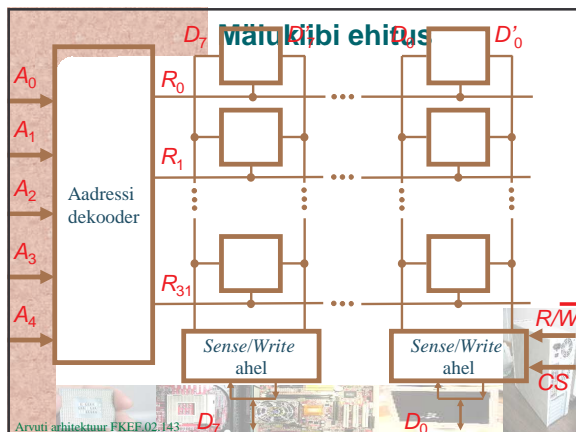 Mälukiibi ehitus
D7 D'7 D0 D'0
A0
R0
A1
R1
A2
Aadressi
dekooder
A3
R31
A4
R/W̅
Sense/Write
ahel
Sense/Write
ahel
CS
D7 D0
Arvuti arhitektuur FKEF.02.143